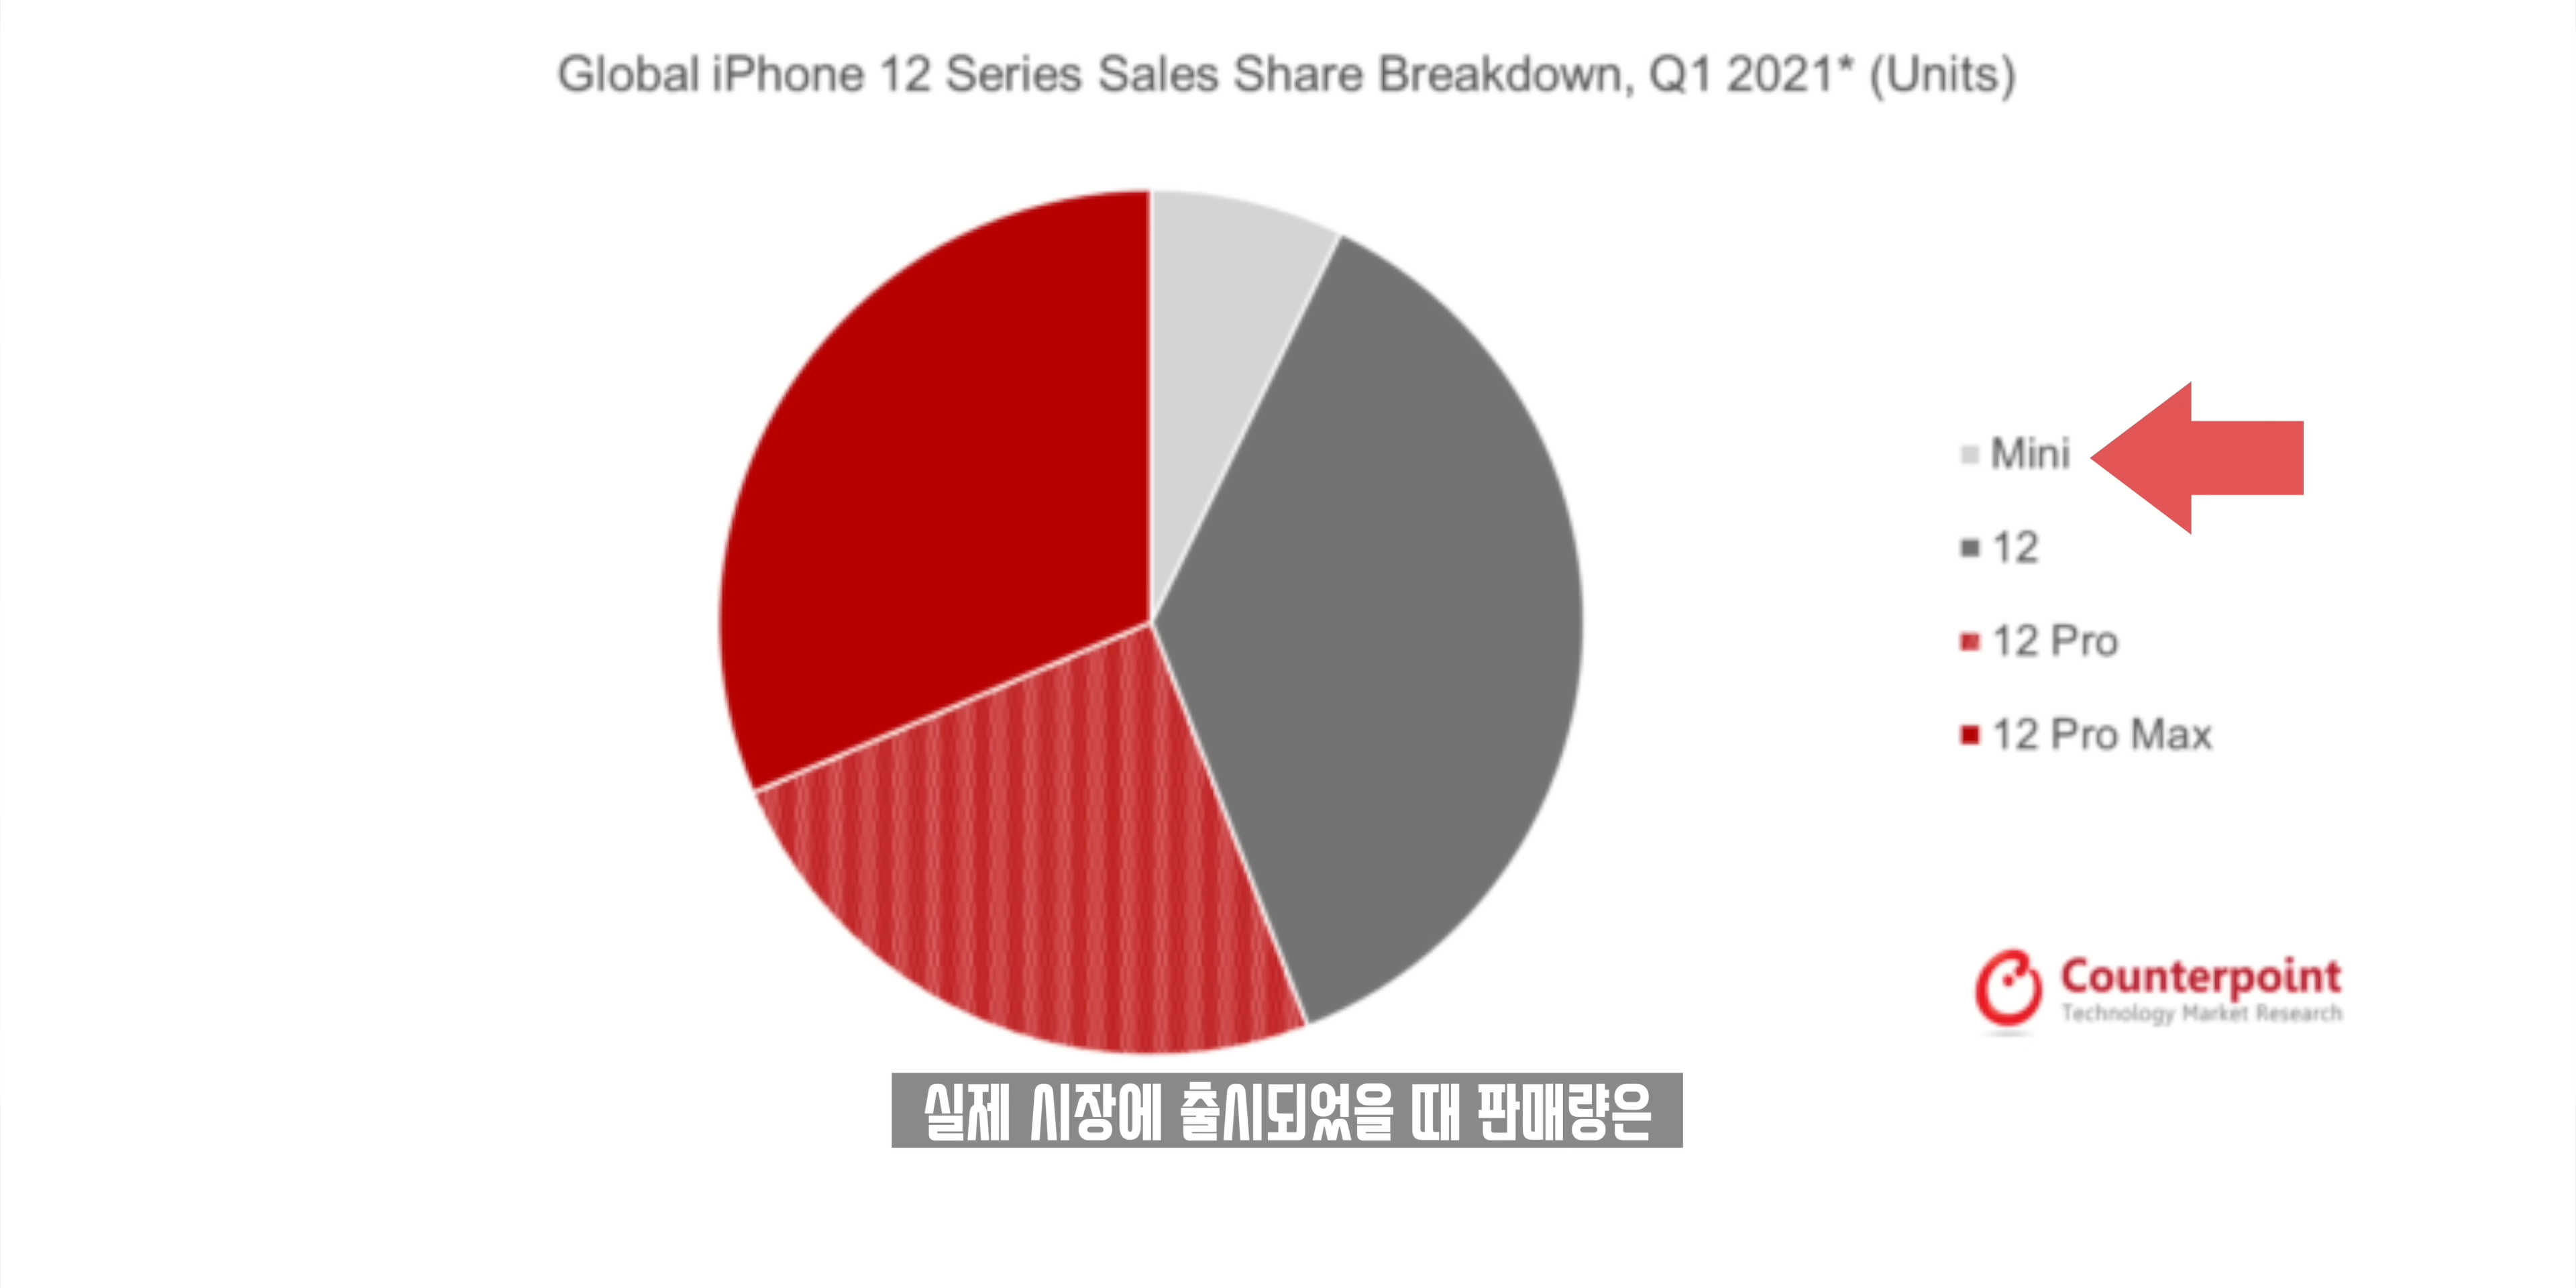 Global iPhone 12 Series Sales Share Breakdown, Q1 2021* (Units)
Mini
12
12 Pro
12 Pro Max
Counterpoint
Technology Market Research
실제 시장에 출시되었을 때 판매량은